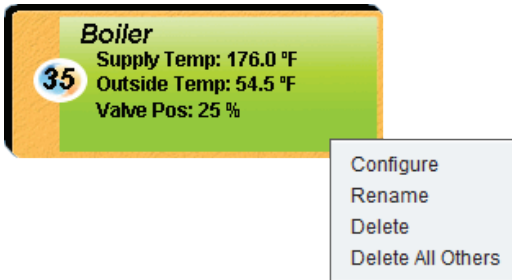 Boiler
Supply Temp: 176.0 °F
35
Outside Temp: 54.5 °F
Valve Pos: 25 %
Configure
Rename
Delete
Delete All Others